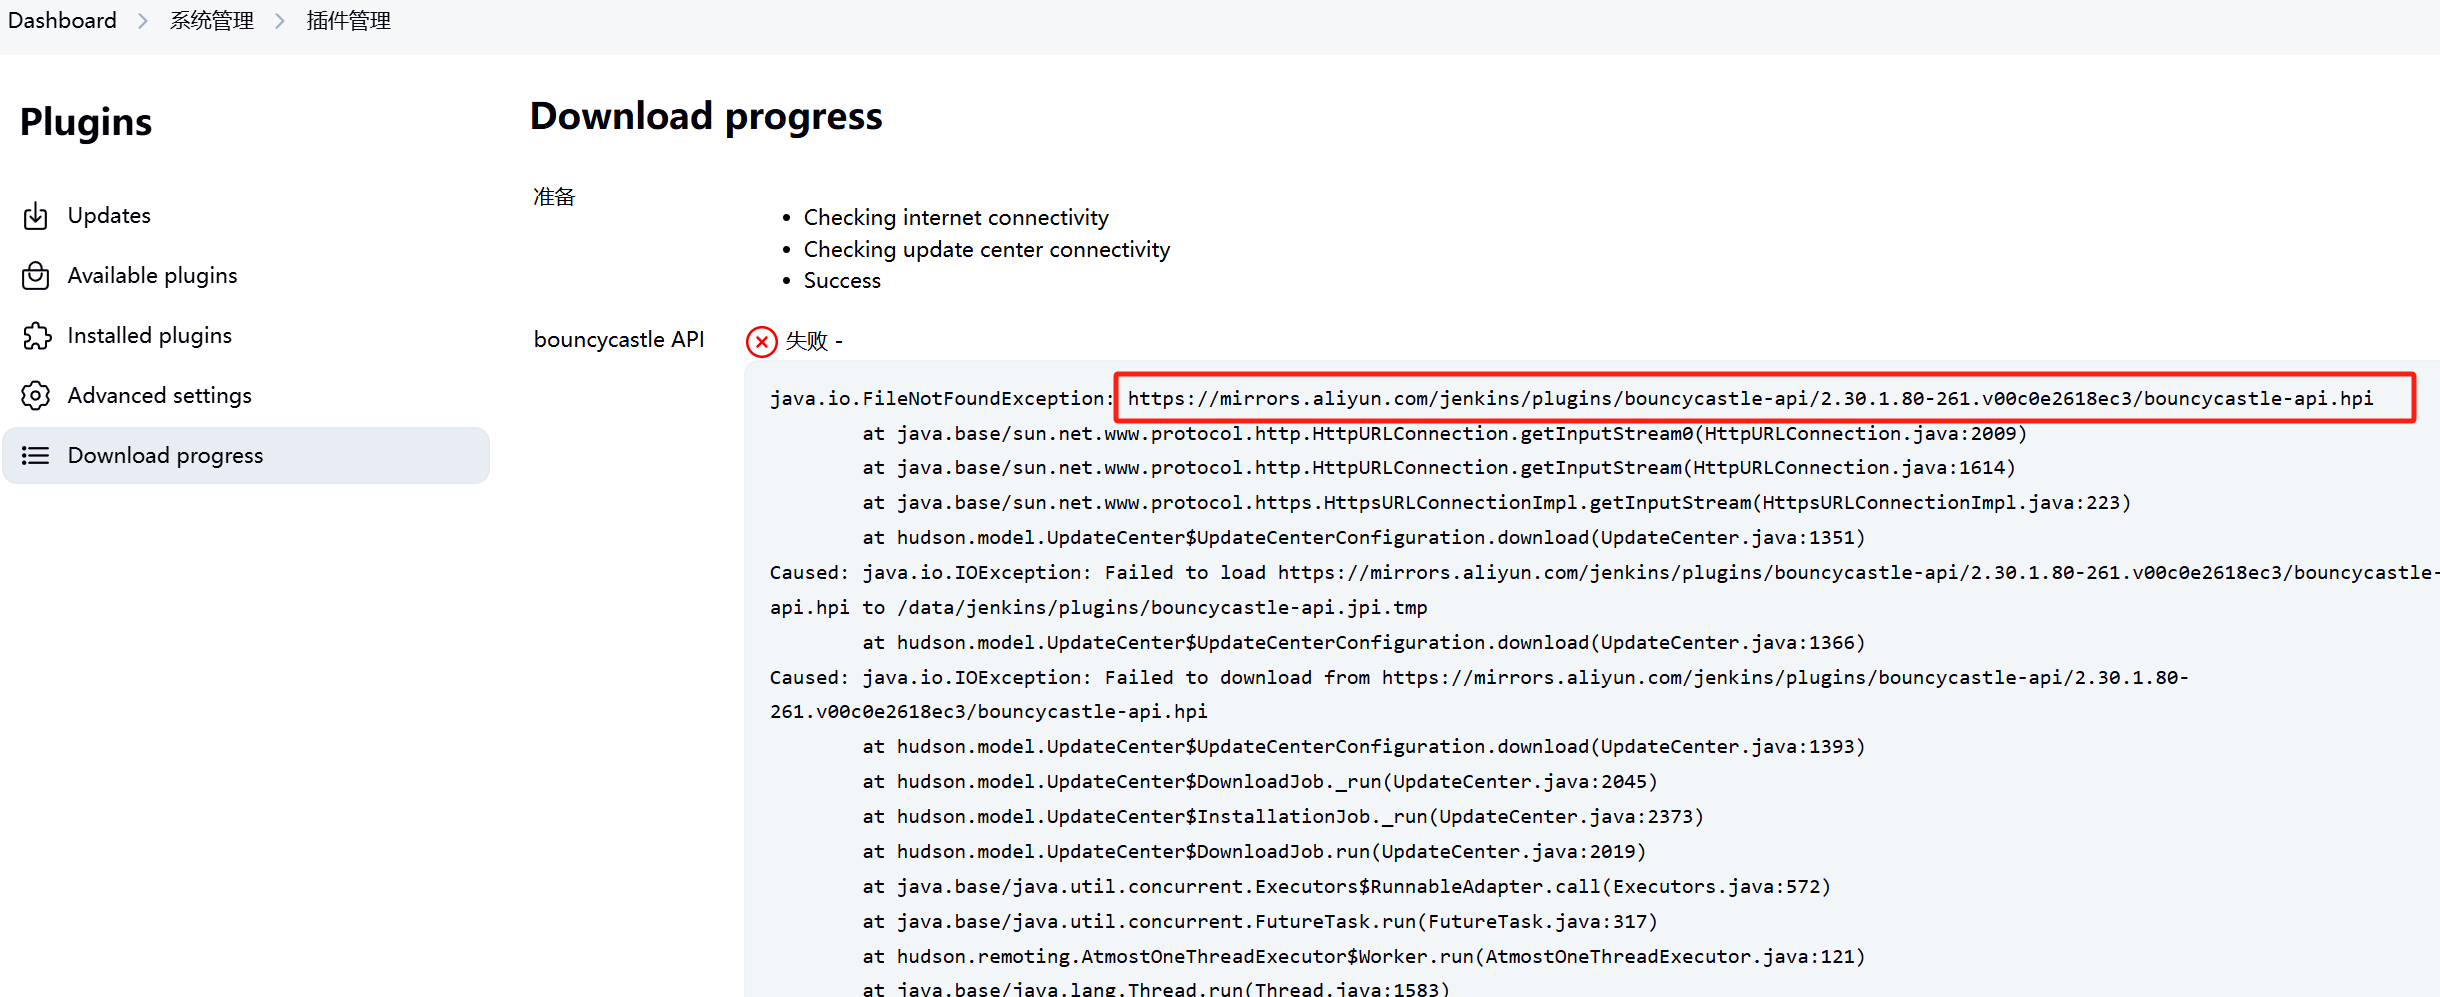 Dashboard > 系统管理 > 插件管理
Plugins
Updates
Available plugins
Installed plugins
Advanced settings
Download progress
Download progress
准备
• Checking internet connectivity
• Checking update center connectivity
• Success
bouncycastle API
失败 -
java.io.FileNotFoundException: https://mirrors.aliyun.com/jenkins/plugins/bouncycastle-api/2.30.1.80-261.v00c0e2618ec3/bouncycastle-api.hpi
at java.base/sun.net.www.protocol.http.HttpURLConnection.getInputStream0(HttpURLConnection.java:2009)
at java.base/sun.net.www.protocol.http.HttpURLConnection.getInputStream(HttpURLConnection.java:1614)
at java.base/sun.net.www.protocol.https.HttpsURLConnectionImpl.getInputStream(HttpsURLConnectionImpl.java:223)
at hudson.model.UpdateCenter$UpdateCenterConfiguration.download(UpdateCenter.java:1351)
Caused: java.io.IOException: Failed to load https://mirrors.aliyun.com/jenkins/plugins/bouncycastle-api/2.30.1.80-261.v00c0e2618ec3/bouncycastle-
api.hpi to /data/jenkins/plugins/bouncycastle-api.jpi.tmp
at hudson.model.UpdateCenter$UpdateCenterConfiguration.download(UpdateCenter.java:1366)
Caused: java.io.IOException: Failed to download from https://mirrors.aliyun.com/jenkins/plugins/bouncycastle-api/2.30.1.80-
261.v00c0e2618ec3/bouncycastle-api.hpi
at hudson.model.UpdateCenter$UpdateCenterConfiguration.download(UpdateCenter.java:1393)
at hudson.model.UpdateCenter$DownloadJob._run(UpdateCenter.java:2045)
at hudson.model.UpdateCenter$InstallationJob._run(UpdateCenter.java:2373)
at hudson.model.UpdateCenter$DownloadJob.run(UpdateCenter.java:2019)
at java.base/java.util.concurrent.Executors$RunnableAdapter.call(Executors.java:572)
at java.base/java.util.concurrent.FutureTask.run(FutureTask.java:317)
at hudson.remoting.AtmostOneThreadExecutor$Worker.run(AtmostOneThreadExecutor.java:121)
at java.base/java.lang.Thread.run(Thread.java:1583)